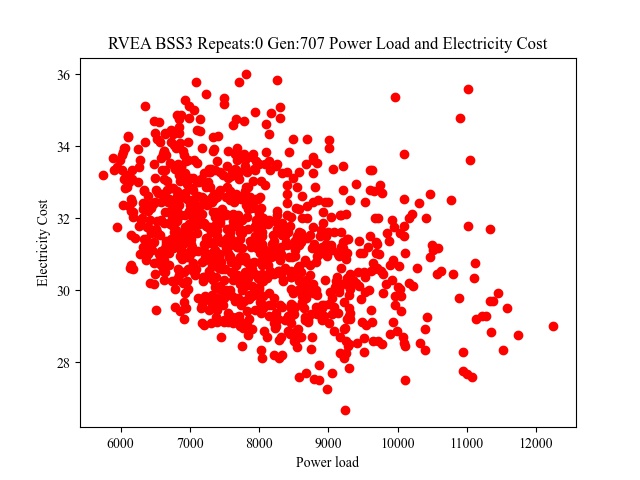 RVEA BSS3 Repeats:0 Gen:707 Power Load and Electricity Cost
36
34
32
30
28
Electricity Cost
6000 7000 8000 9000 10000 11000 12000
Power load